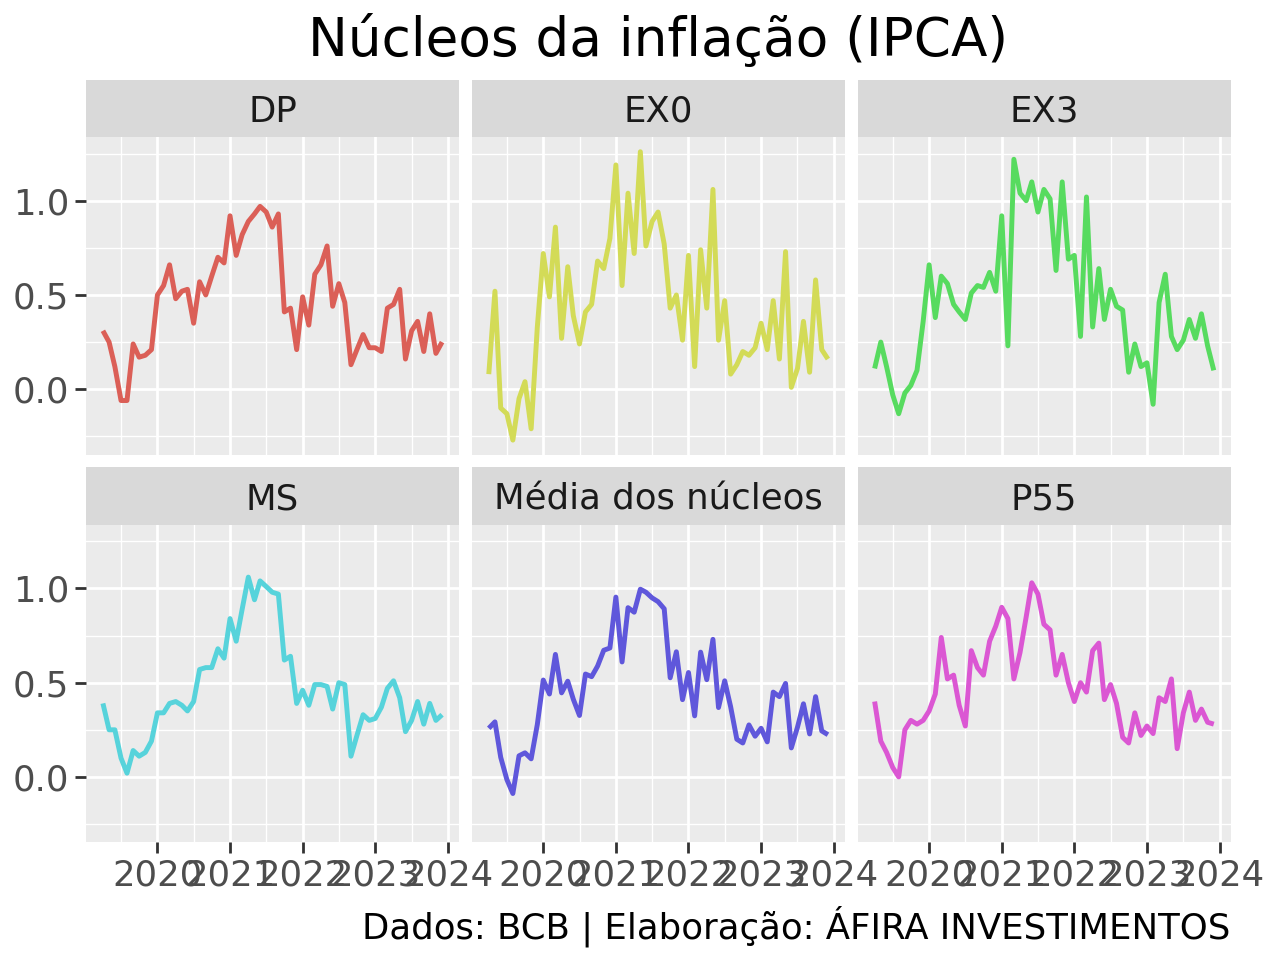 Núcleos da inflação (IPCA)
DP EX0 EX3
1.0
0.5
0.0
MS Média dos núcleos P55
1.0
0.5
0.0
2020 2021 2022 2023 2024 2020 2021 2022 2023 2024 2020 2021 2022 2023 2024
Dados: BCB | Elaboração: ÁFIRA INVESTIMENTOS